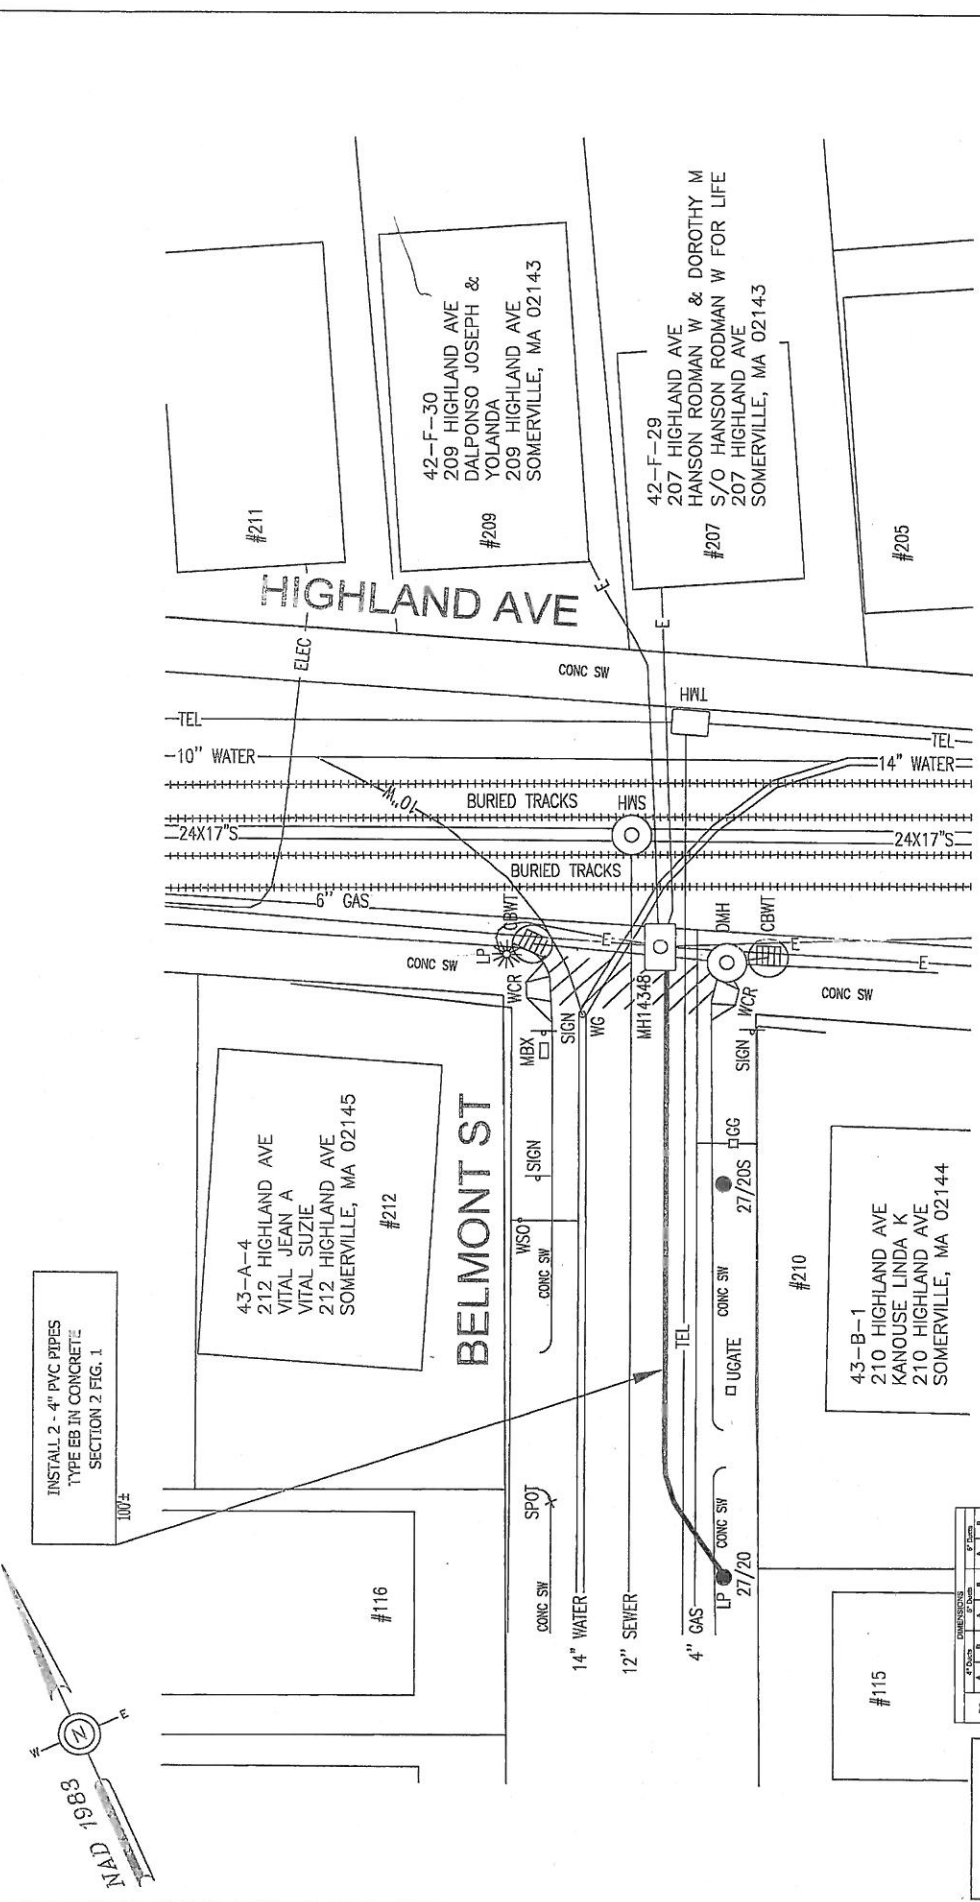 INSTALL 2 - 4" PVC PIPES
TYPE EB IN CONCRETE
SECTION 2 FIG. 1
100'±
NAD 1983
W
N
E
#116
43-A-4
212 HIGHLAND AVE
VITAL JEAN A
VITAL SUZIE
212 HIGHLAND AVE
SOMERVILLE, MA 02145
#212
#211
42-F-30
209 HIGHLAND AVE
DALPONSO JOSEPH &
YOLANDA
209 HIGHLAND AVE
SOMERVILLE, MA 02143
#209
42-F-29
207 HIGHLAND AVE
HANSON RODMAN W & DOROTHY M
S/O HANSON RODMAN W FOR LIFE
207 HIGHLAND AVE
SOMERVILLE, MA 02143
#207
#205
HIGHLAND AVE
ELEC
CONC SW
TMH
TEL
TEL
10" WATER
14" WATER
10"W
BURIED TRACKS
SMH
24X17"S
24X17"S
BURIED TRACKS
6" GAS
CBWT
DMH
CBWT
E
E
E
E
E
LP
CONC SW
WCR
MH14348
WCR
CONC SW
SIGN
WG
MBX
SIGN
SIGN
GG
BELMONT ST
WSO
CONC SW
27/20S
CONC SW
UGATE
TEL
SPOT
CONC SW
CONC SW
14" WATER
12" SEWER
4" GAS
LP
27/20
#210
43-B-1
210 HIGHLAND AVE
KANOUSE LINDA K
210 HIGHLAND AVE
SOMERVILLE, MA 02144
#115
DIMENSIONS
4" Ducts
5" Ducts
6" Ducts